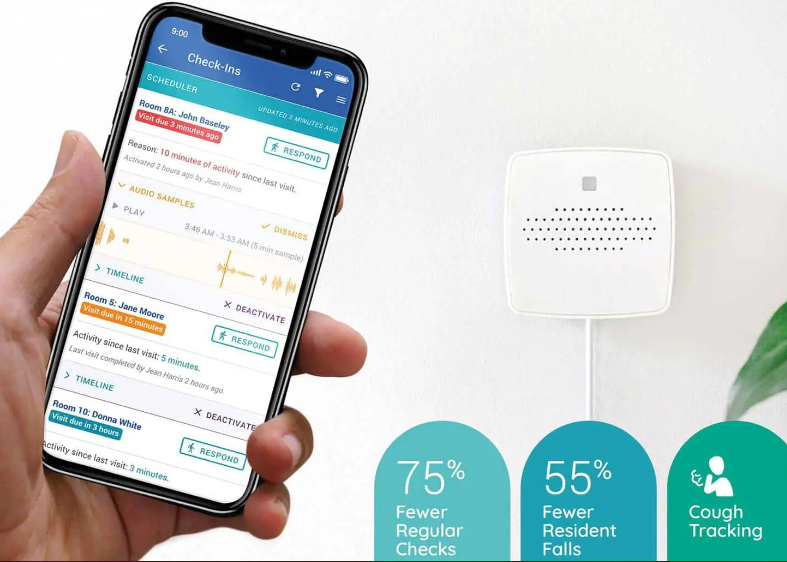 9:00
Check-Ins
SCHEDULER
UPDATED 2 MINUTES AGO
Room 8A: John Baseley
Visit due 3 minutes ago
RESPOND
Reason: 10 minutes of activity since last visit.
Activated 2 hours ago by Jean Harris
AUDIO SAMPLES
DISMISS
PLAY
3:46 AM - 3:53 AM (5 min sample)
TIMELINE
DEACTIVATE
Room 5: Jane Moore
Visit due in 15 minutes
RESPOND
Activity since last visit: 5 minutes.
Last visit completed by Jean Harris 2 hours ago.
TIMELINE
DEACTIVATE
Room 10: Donna White
Visit due in 3 hours
RESPOND
Activity since last visit: 3 minutes.
75%
Fewer
Regular
Checks
55%
Fewer
Resident
Falls
Cough
Tracking